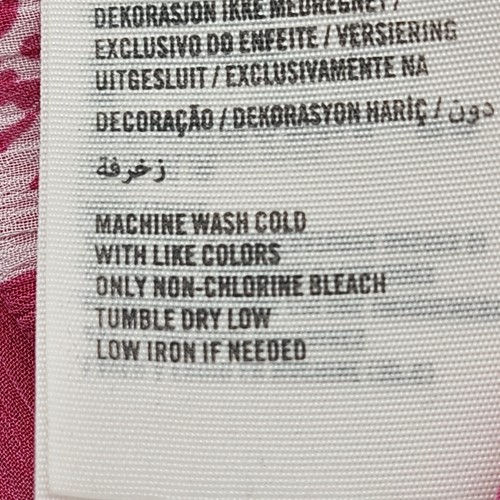 DEKORASJON IKKE MEDREGNET /
EXCLUSIVO DO ENFEITE / VERSIERING
UITGESLUIT / EXCLUSIVAMENTE NA
DECORAÇÃO / DEKORASYON HARİÇ / دون
زخرفة
MACHINE WASH COLD
WITH LIKE COLORS
ONLY NON-CHLORINE BLEACH
TUMBLE DRY LOW
LOW IRON IF NEEDED